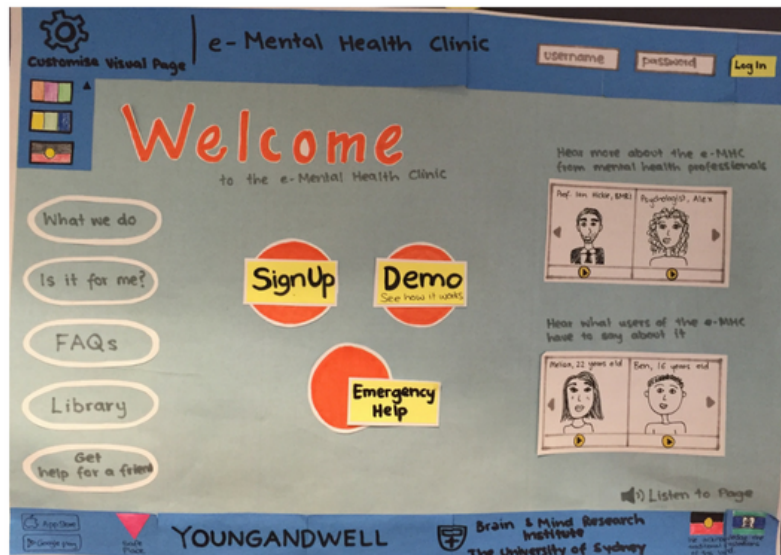 e-Mental Health Clinic
Customise Visual Page
username
password
Log In
Welcome
to the e-Mental Health Clinic
What we do
Is it for me?
FAQs
Library
Get
help for a friend
SignUp
Demo
See how it works
Emergency
Help
Hear more about the e-MHC
from mental health professionals
Prof. Ian Hickie, BMRI
Psychologist, Alex
Hear what users of the e-MHC
have to say about it
22 years old
Ben, 16 years old
Listen to Page
App Store
Google play
YOUNGANDWELL
Brain & Mind Research
Institute
The University of Sydney